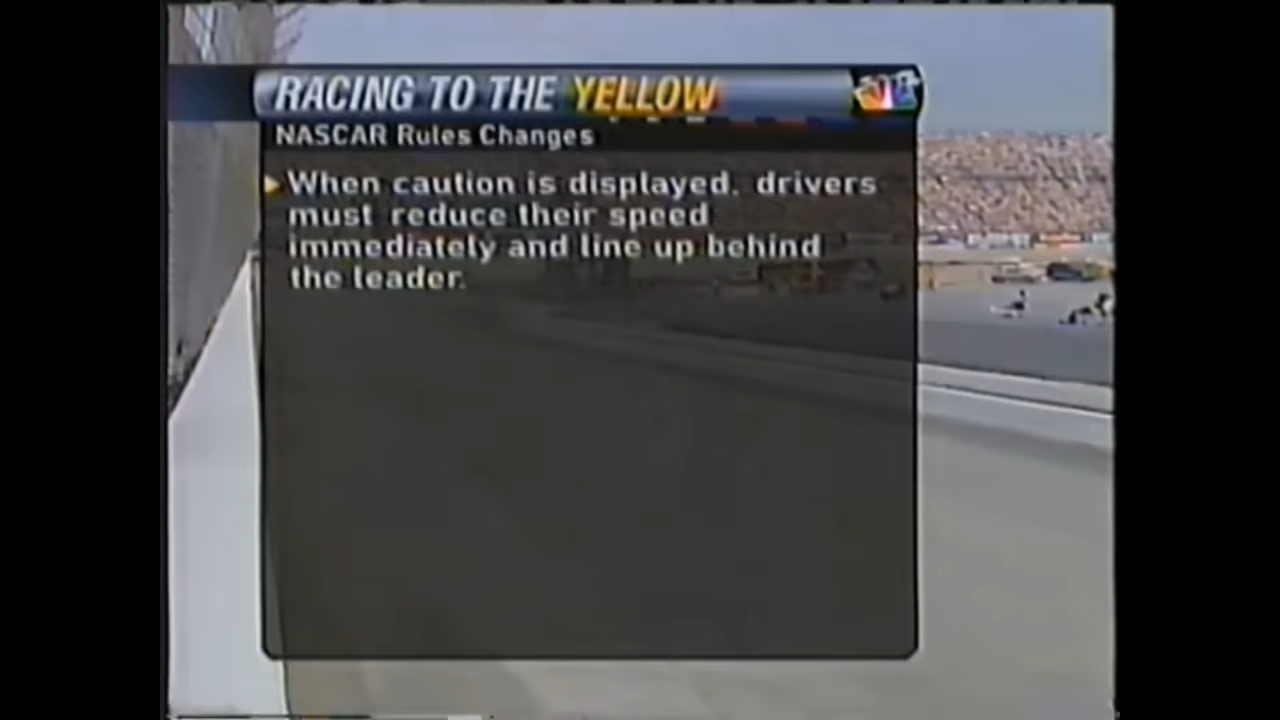 RACING TO THE YELLOW
NASCAR Rules Changes
When caution is displayed, drivers
must reduce their speed
immediately and line up behind
the leader.